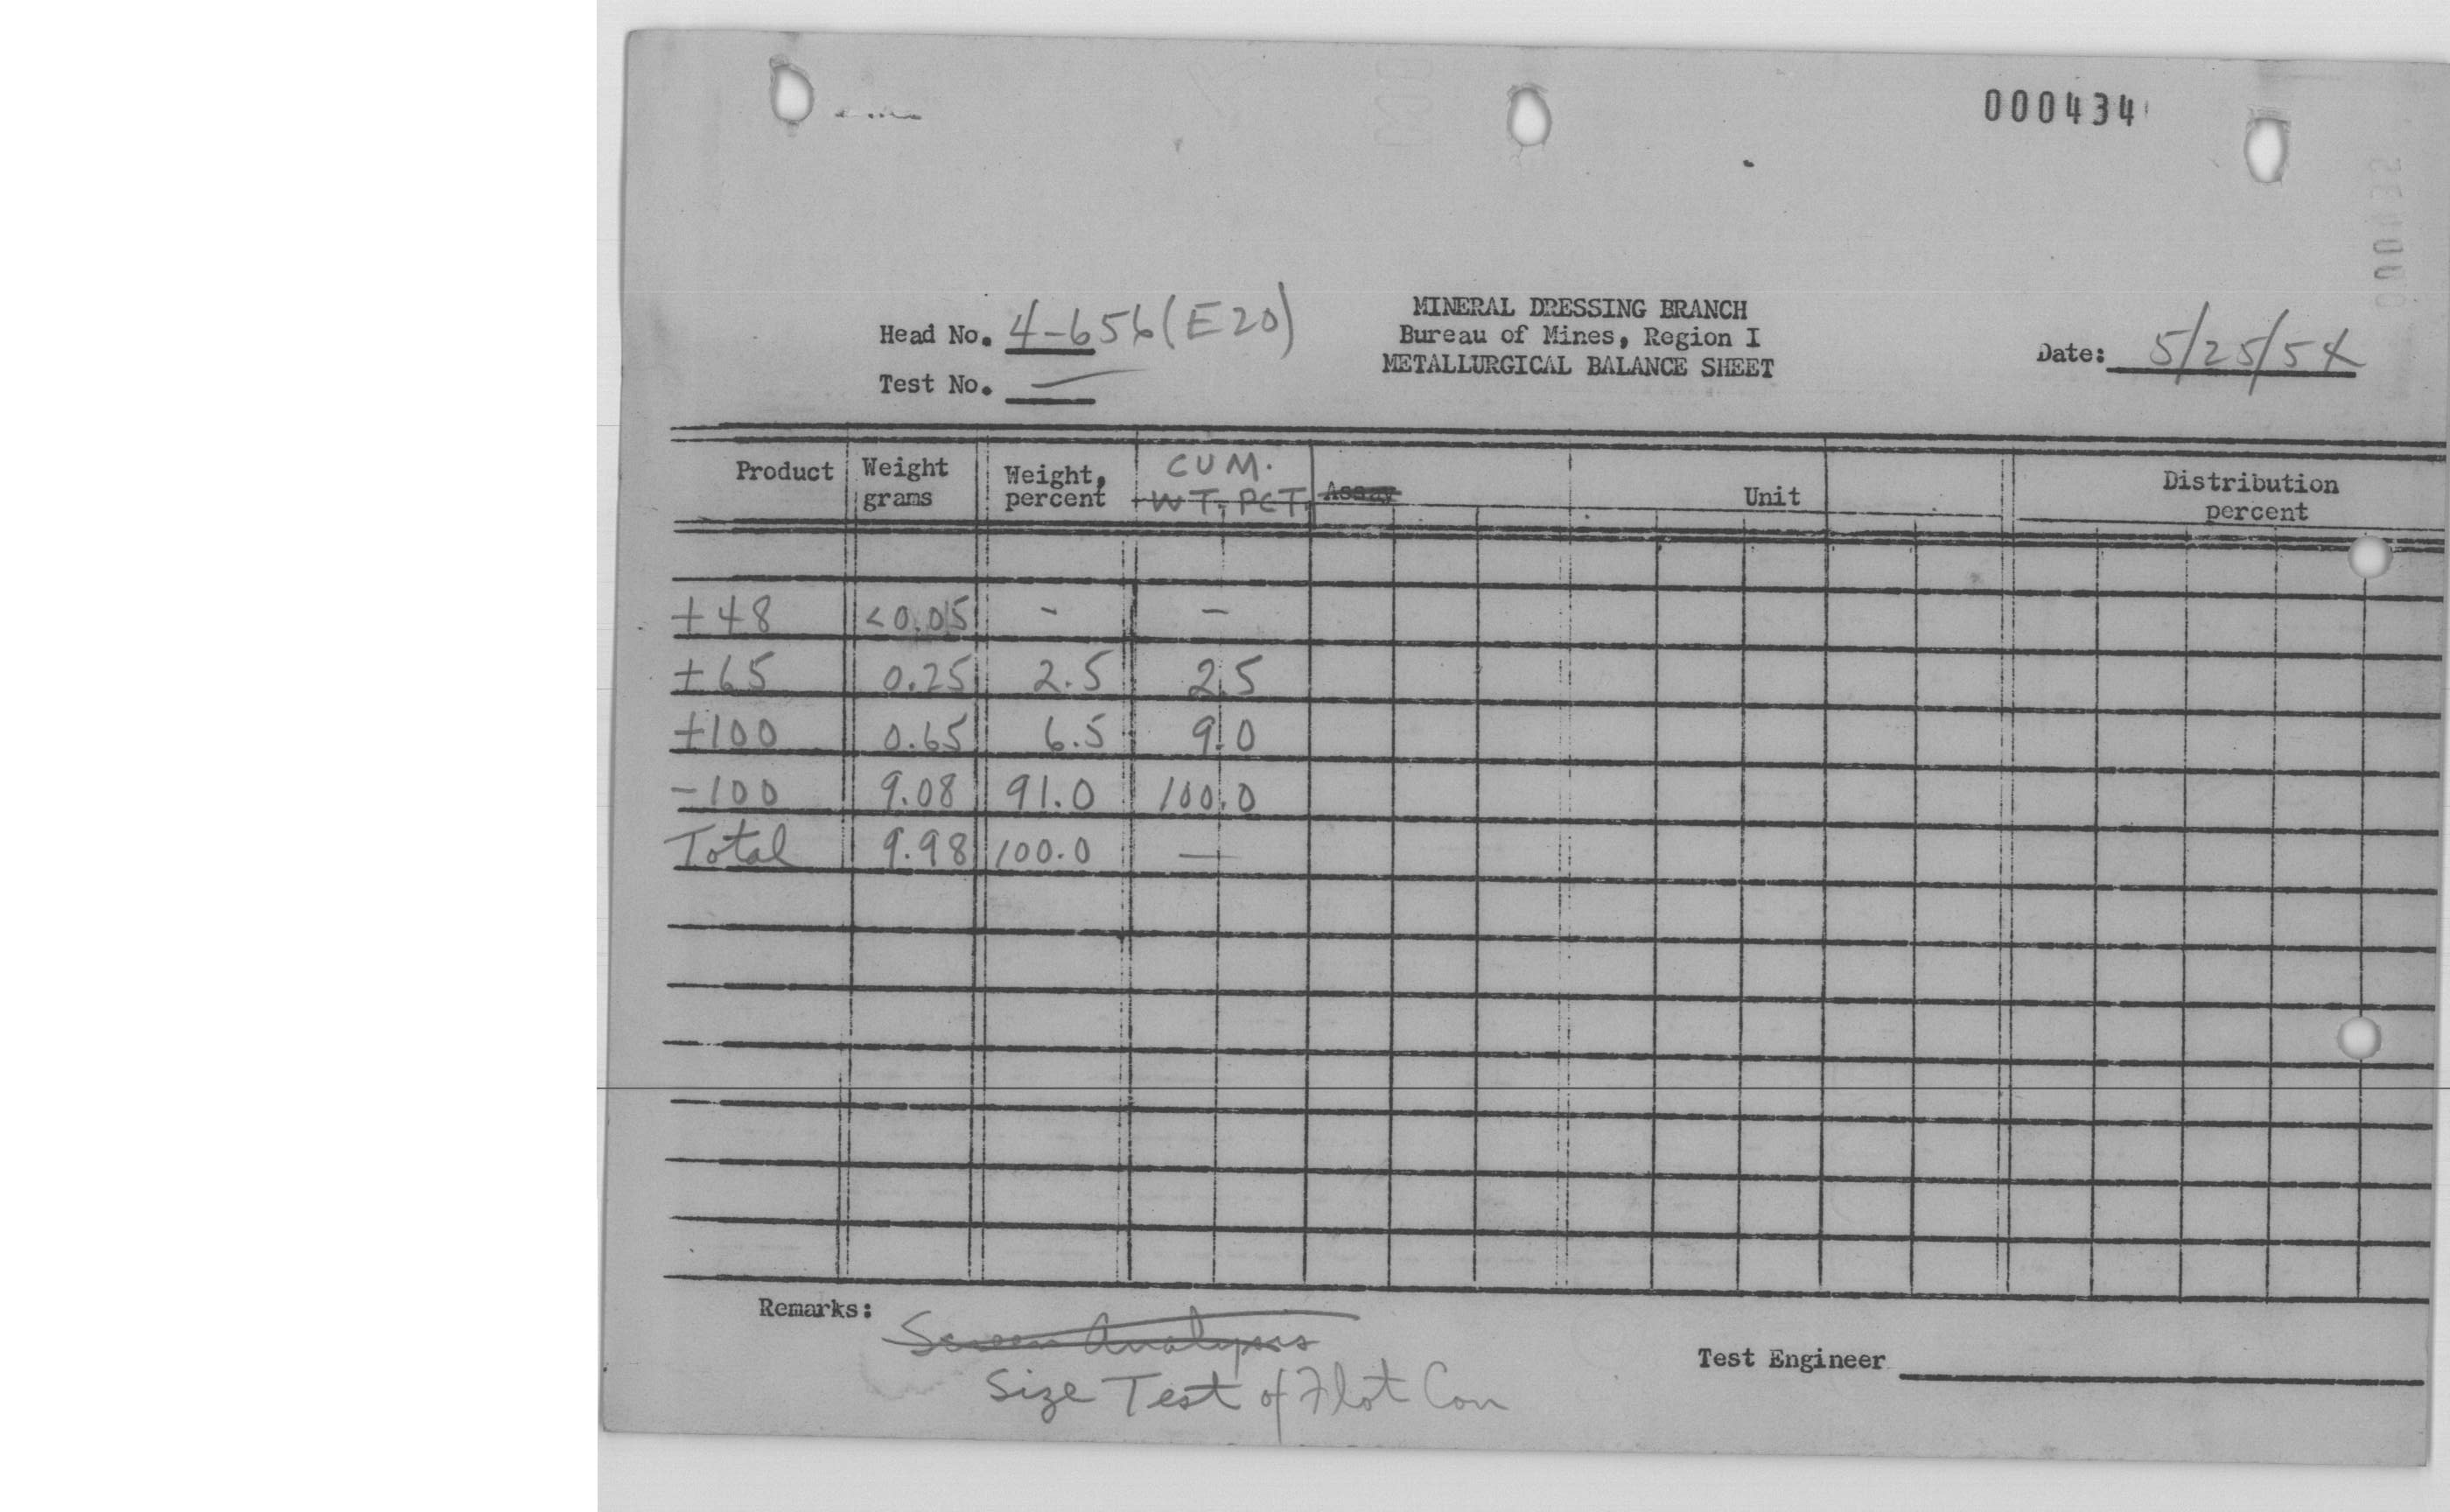 000434
Head No. 4-656 (E20)
Test No. —
MINERAL DRESSING BRANCH
Bureau of Mines, Region I
METALLURGICAL BALANCE SHEET
Date: 5/25/54
Product Weight grams Weight, percent CUM. WT. PCT. Assay Unit Distribution percent
+48 <0.05 - -
+65 0.25 2.5 2.5
+100 0.65 6.5 9.0
-100 9.08 91.0 100.0
Total 9.98 100.0 —
Remarks:
Screen Analysis
Size Test of Flot Con
Test Engineer